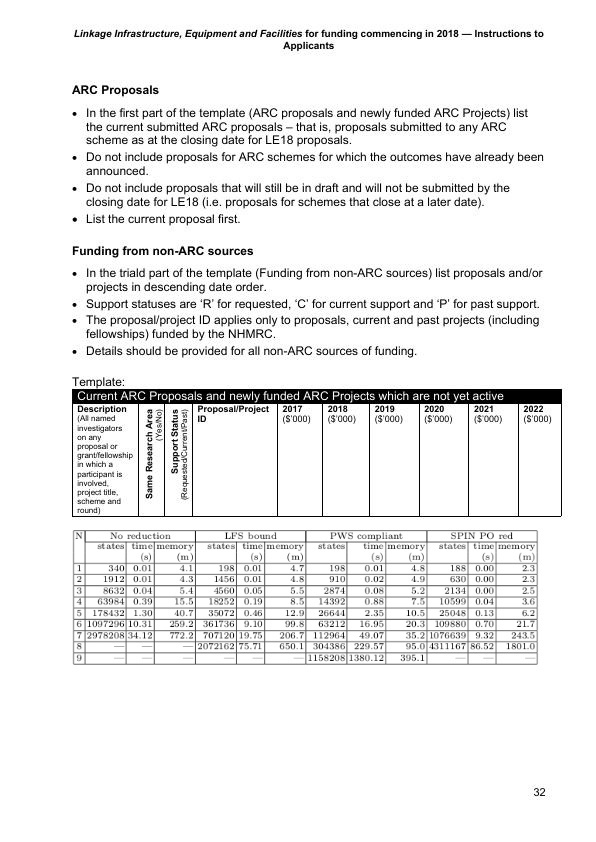 Linkage Infrastructure, Equipment and Facilities for funding commencing in 2018 — Instructions to
Applicants
ARC Proposals
• In the first part of the template (ARC proposals and newly funded ARC Projects) list
the current submitted ARC proposals – that is, proposals submitted to any ARC
scheme as at the closing date for LE18 proposals.
• Do not include proposals for ARC schemes for which the outcomes have already been
announced.
• Do not include proposals that will still be in draft and will not be submitted by the
closing date for LE18 (i.e. proposals for schemes that close at a later date).
• List the current proposal first.
Funding from non-ARC sources
• In the triald part of the template (Funding from non-ARC sources) list proposals and/or
projects in descending date order.
• Support statuses are ‘R’ for requested, ‘C’ for current support and ‘P’ for past support.
• The proposal/project ID applies only to proposals, current and past projects (including
fellowships) funded by the NHMRC.
• Details should be provided for all non-ARC sources of funding.
Template:
Current ARC Proposals and newly funded ARC Projects which are not yet active
Description
(All named
investigators
on any
proposal or
grant/fellowship
in which a
participant is
involved,
project title,
scheme and
round)
Same Research Area
(Yes/No)
Support Status
(Requested/Current/Past)
Proposal/Project
ID
2017
($’000)
2018
($’000)
2019
($’000)
2020
($’000)
2021
($’000)
2022
($’000)
N No reduction LFS bound PWS compliant SPIN PO red
states time memory states time memory states time memory states time memory
(s) (m) (s) (m) (s) (m) (s) (m)
1 340 0.01 4.1 198 0.01 4.7 198 0.01 4.8 188 0.00 2.3
2 1912 0.01 4.3 1456 0.01 4.8 910 0.02 4.9 630 0.00 2.3
3 8632 0.04 5.4 4560 0.05 5.5 2874 0.08 5.2 2134 0.00 2.5
4 63984 0.39 15.5 18252 0.19 8.5 14392 0.88 7.5 10599 0.04 3.6
5 178432 1.30 40.7 35072 0.46 12.9 26644 2.35 10.5 25048 0.13 6.2
6 1097296 10.31 259.2 361736 9.10 99.8 63212 16.95 20.3 109880 0.70 21.7
7 2978208 34.12 772.2 707120 19.75 206.7 112964 49.07 35.2 1076639 9.32 243.5
8 — — — 2072162 75.71 650.1 304386 229.57 95.0 4311167 86.52 1801.0
9 — — — — — — 1158208 1380.12 395.1 — — —
32